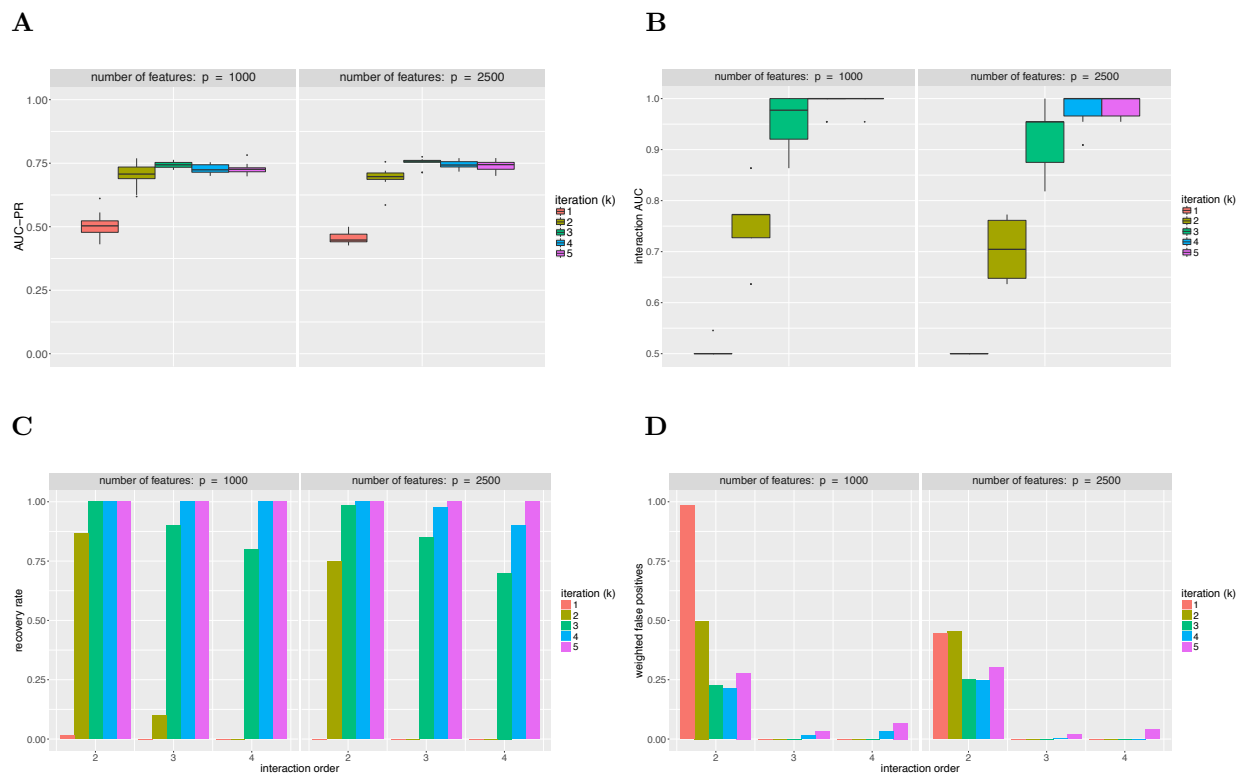 A
number of features: p = 1000
number of features: p = 2500
1.00
0.75
0.50
0.25
0.00
AUC−PR
iteration (k)
1
2
3
4
5
B
number of features: p = 1000
number of features: p = 2500
1.0
0.9
0.8
0.7
0.6
0.5
interaction AUC
iteration (k)
1
2
3
4
5
C
number of features: p = 1000
number of features: p = 2500
1.00
0.75
0.50
0.25
0.00
recovery rate
2 3 4 2 3 4
interaction order
iteration (k)
1
2
3
4
5
D
number of features: p = 1000
number of features: p = 2500
1.00
0.75
0.50
0.25
0.00
weighted false positives
2 3 4 2 3 4
interaction order
iteration (k)
1
2
3
4
5